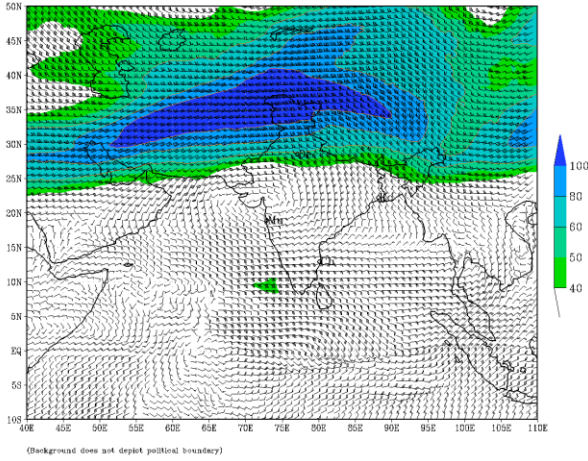 50N
45N
40N
35N
30N
25N
20N
15N
10N
5N
EQ
5S
10S
40E 45E 50E 55E 60E 65E 70E 75E 80E 85E 90E 95E 100E 105E 110E
100
80
60
50
40
(Background does not depict political boundary)